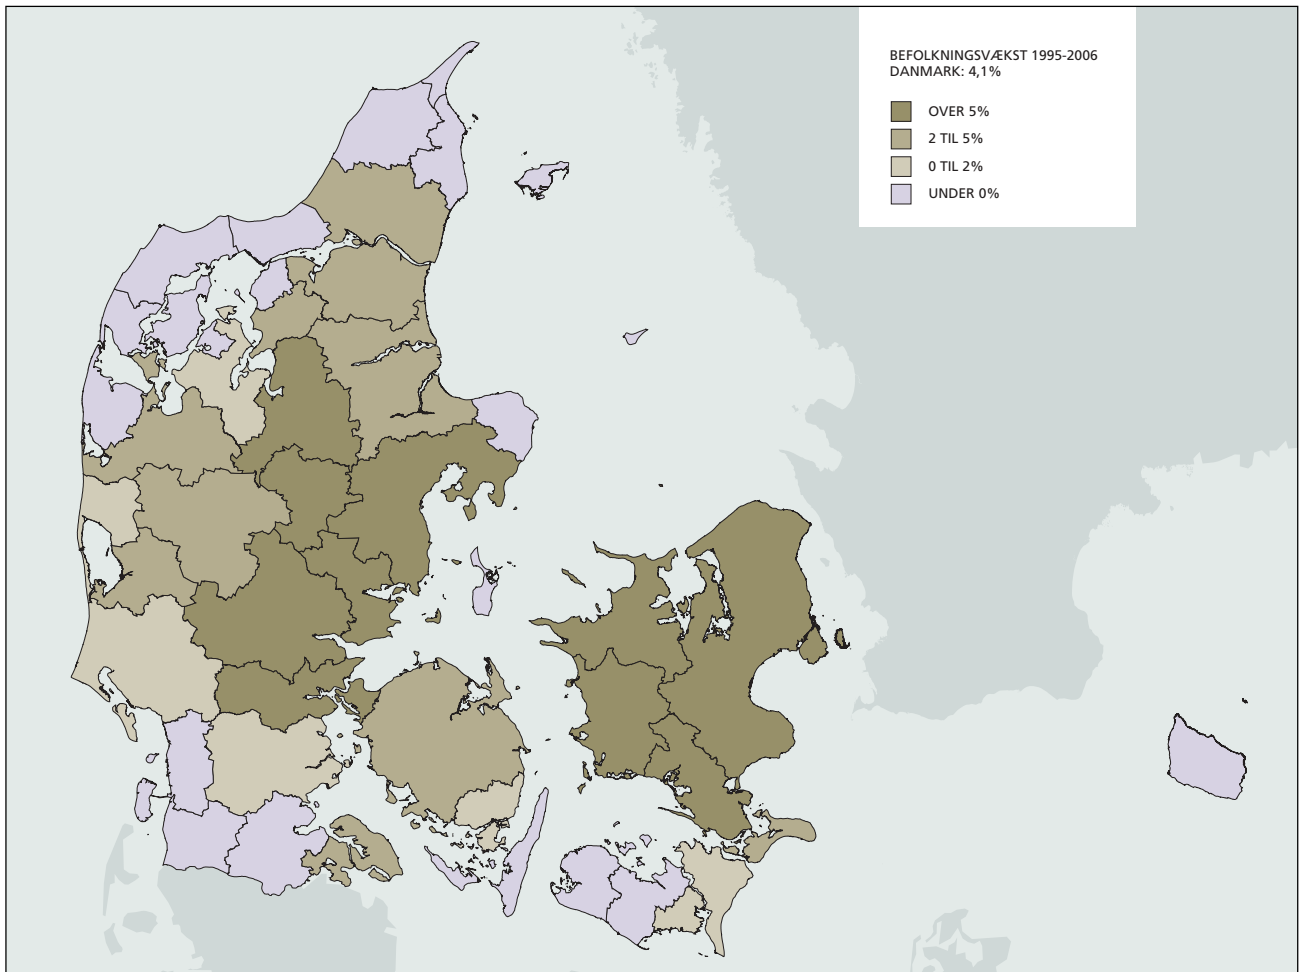 BEFOLKNINGSVÆKST 1995-2006
DANMARK: 4,1%
OVER 5%
2 TIL 5%
0 TIL 2%
UNDER 0%